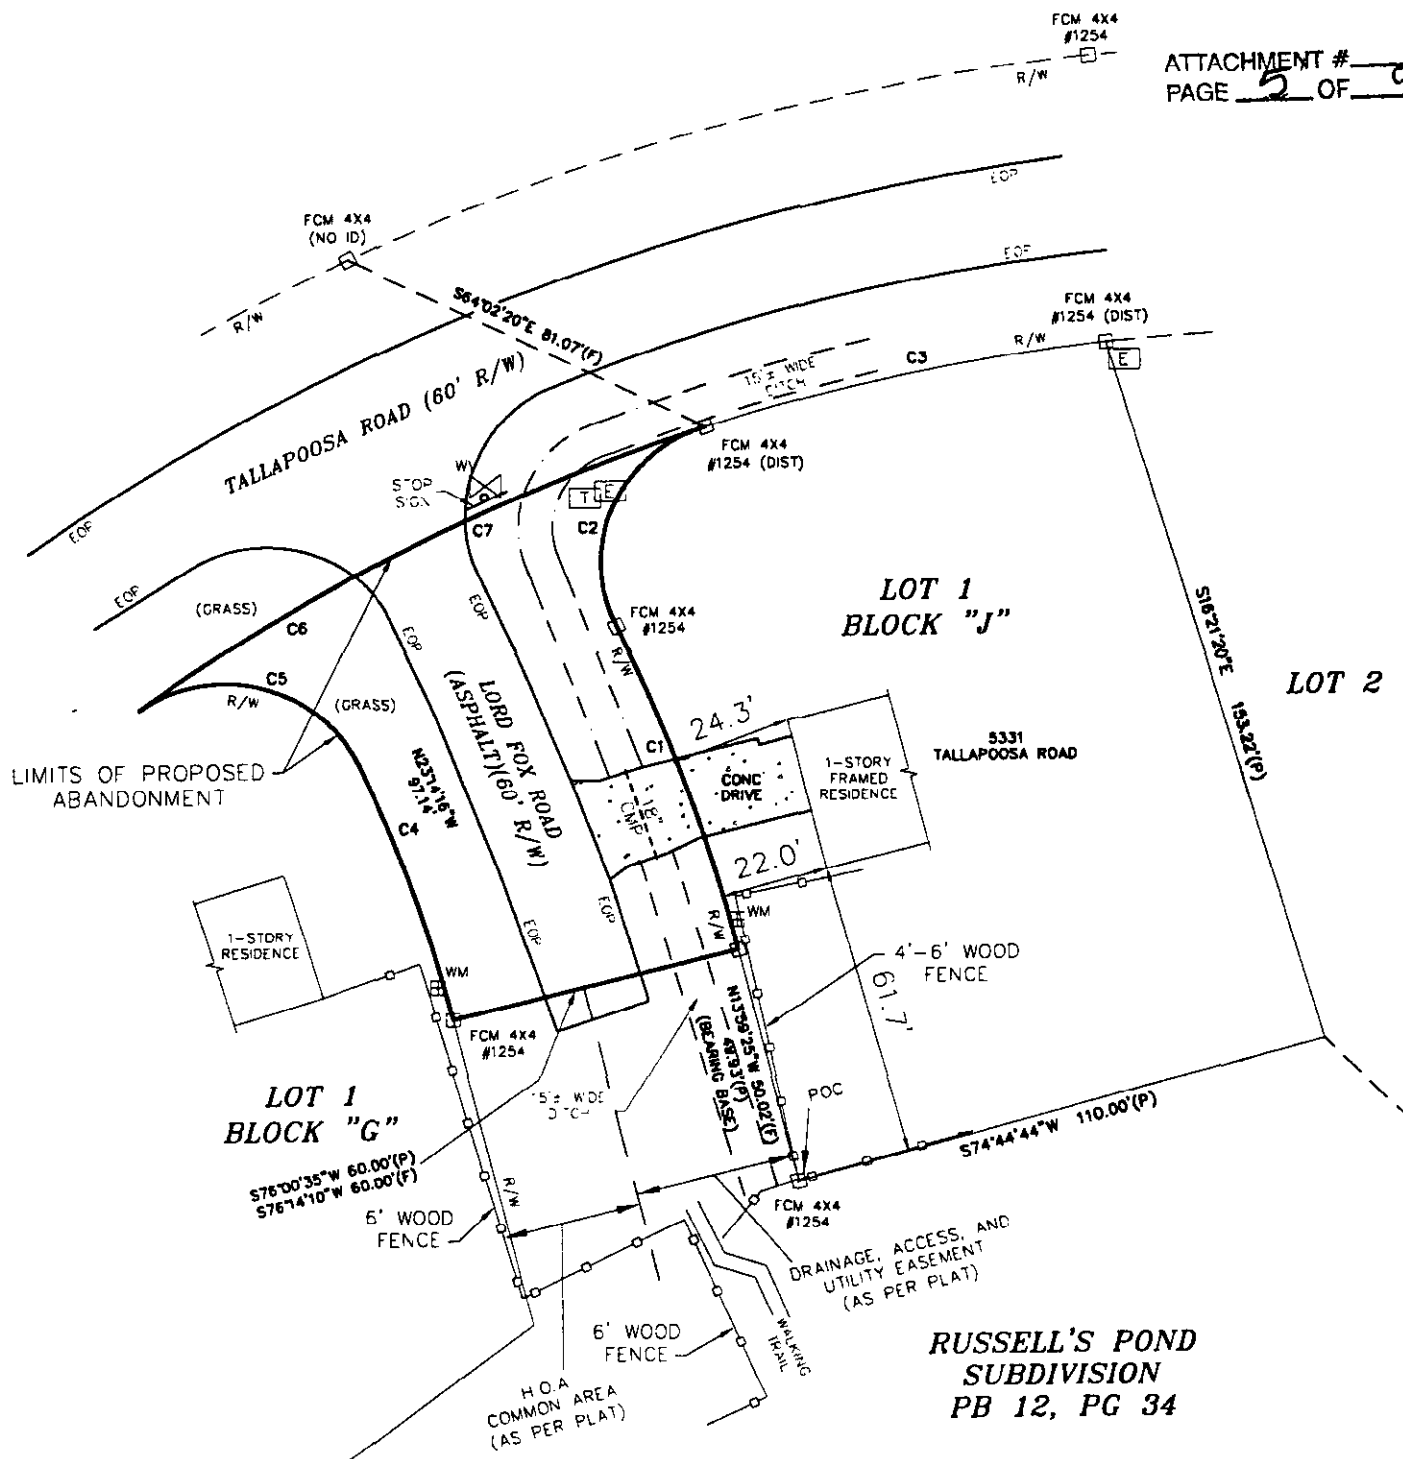 FCM 4X4
#1254
ATTACHMENT #
PAGE 5 OF
R/W
EOP
FCM 4X4
(NO ID)
R/W
S64°02'20"E 81.07'(F)
EOP
FCM 4X4
#1254 (DIST)
R/W
C3
E
15'± WIDE
DITCH
TALLAPOOSA ROAD (60' R/W)
FCM 4X4
#1254 (DIST)
WV
STOP
SIGN
T
E
C7
C2
EOP
EOP
(GRASS)
C6
EOP
EOP
FCM 4X4
#1254
R/W
LOT 1
BLOCK "J"
S16°21'20"E 153.22'(P)
LOT 2
C5
R/W
(GRASS)
LORD FOX ROAD
(ASPHALT)(60' R/W)
24.3'
C1
5331
TALLAPOOSA ROAD
LIMITS OF PROPOSED
ABANDONMENT
N23°14'16"W
97.14'
C4
18"
CMP
CONC
DRIVE
1-STORY
FRAMED
RESIDENCE
22.0'
EOP
EOP
R/W
WM
1-STORY
RESIDENCE
WM
4'-6' WOOD
FENCE
61.7'
FCM 4X4
#1254
N13°59'25"W 50.02'(F)
49.93'(P)
(BEARING BASE)
LOT 1
BLOCK "G"
15'± WIDE
DITCH
POC
S74°44'44"W 110.00'(P)
S76°00'35"W 60.00'(P)
S76°14'10"W 60.00'(F)
R/W
6' WOOD
FENCE
FCM 4X4
#1254
DRAINAGE, ACCESS, AND
UTILITY EASEMENT
(AS PER PLAT)
WALKING
TRAIL
6' WOOD
FENCE
H.O.A
COMMON AREA
(AS PER PLAT)
RUSSELL'S POND
SUBDIVISION
PB 12, PG 34